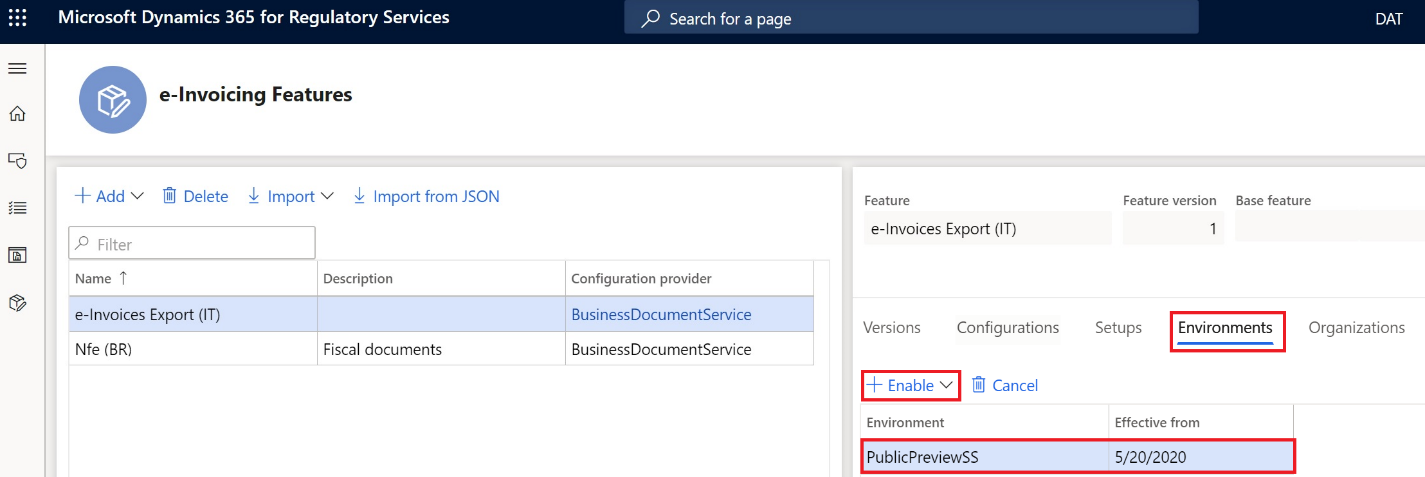 Microsoft Dynamics 365 for Regulatory Services
Search for a page
DAT
e-Invoicing Features
Add
Delete
Import
Import from JSON
Filter
Name Description Configuration provider
e-Invoices Export (IT) BusinessDocumentService
Nfe (BR) Fiscal documents BusinessDocumentService
Feature Feature version Base feature
e-Invoices Export (IT) 1
Versions Configurations Setups Environments Organizations
Enable Cancel
Environment Effective from
PublicPreviewSS 5/20/2020